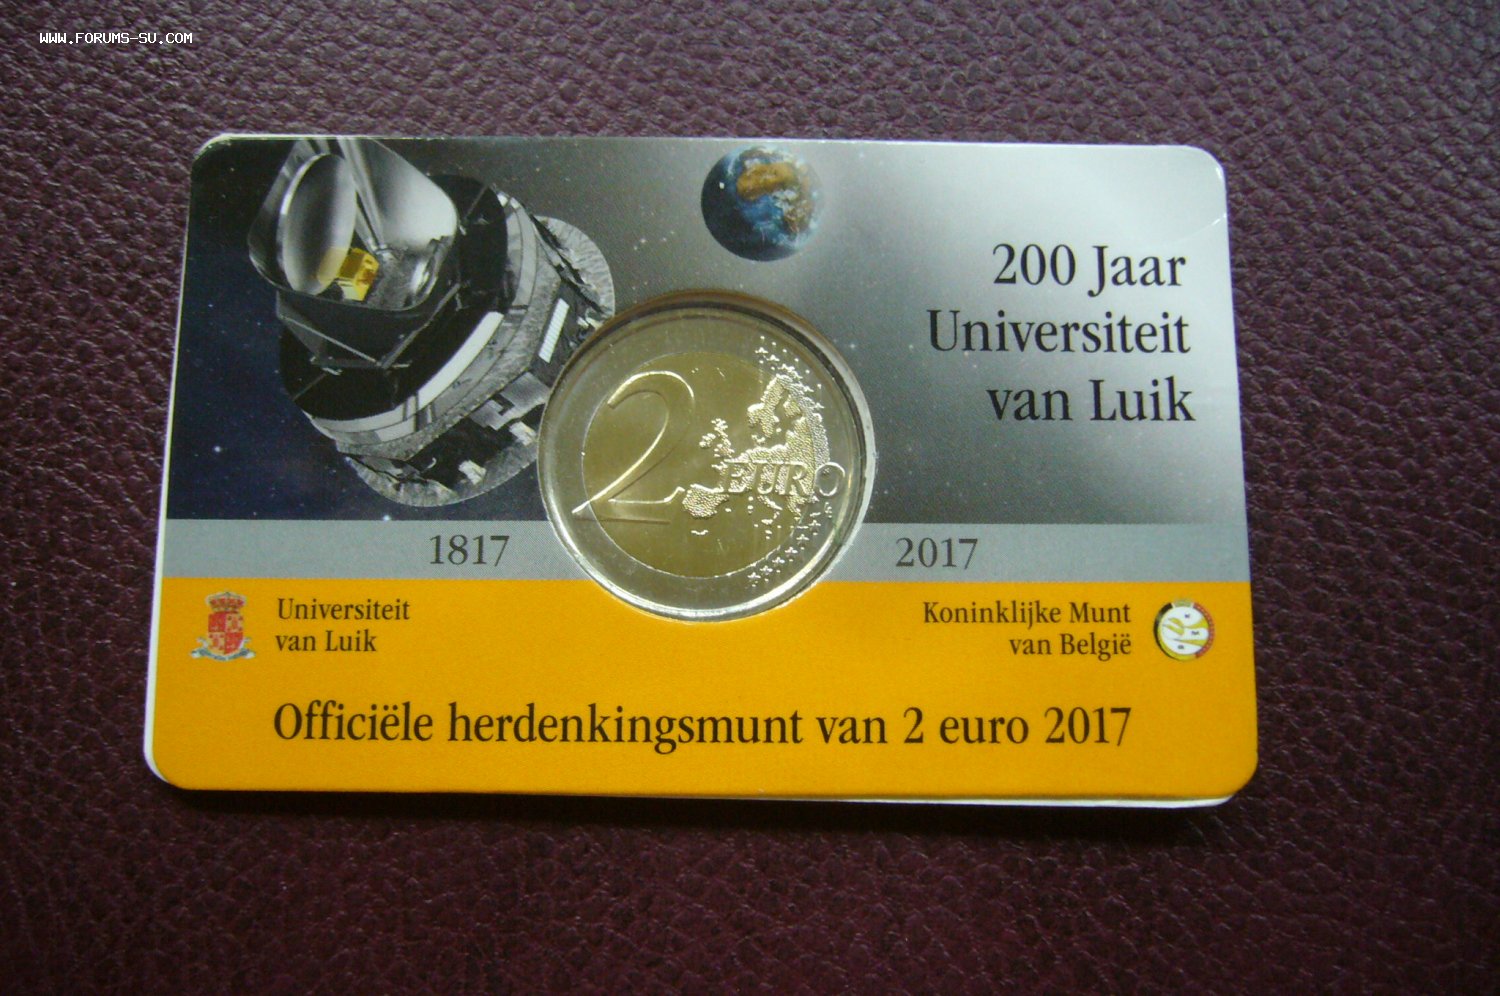 WWW.FORUMS-SU.COM
200 Jaar
Universiteit
van Luik
2 EURO
1817
2017
Universiteit
van Luik
Koninklijke Munt
van België
Officiële herdenkingsmunt van 2 euro 2017